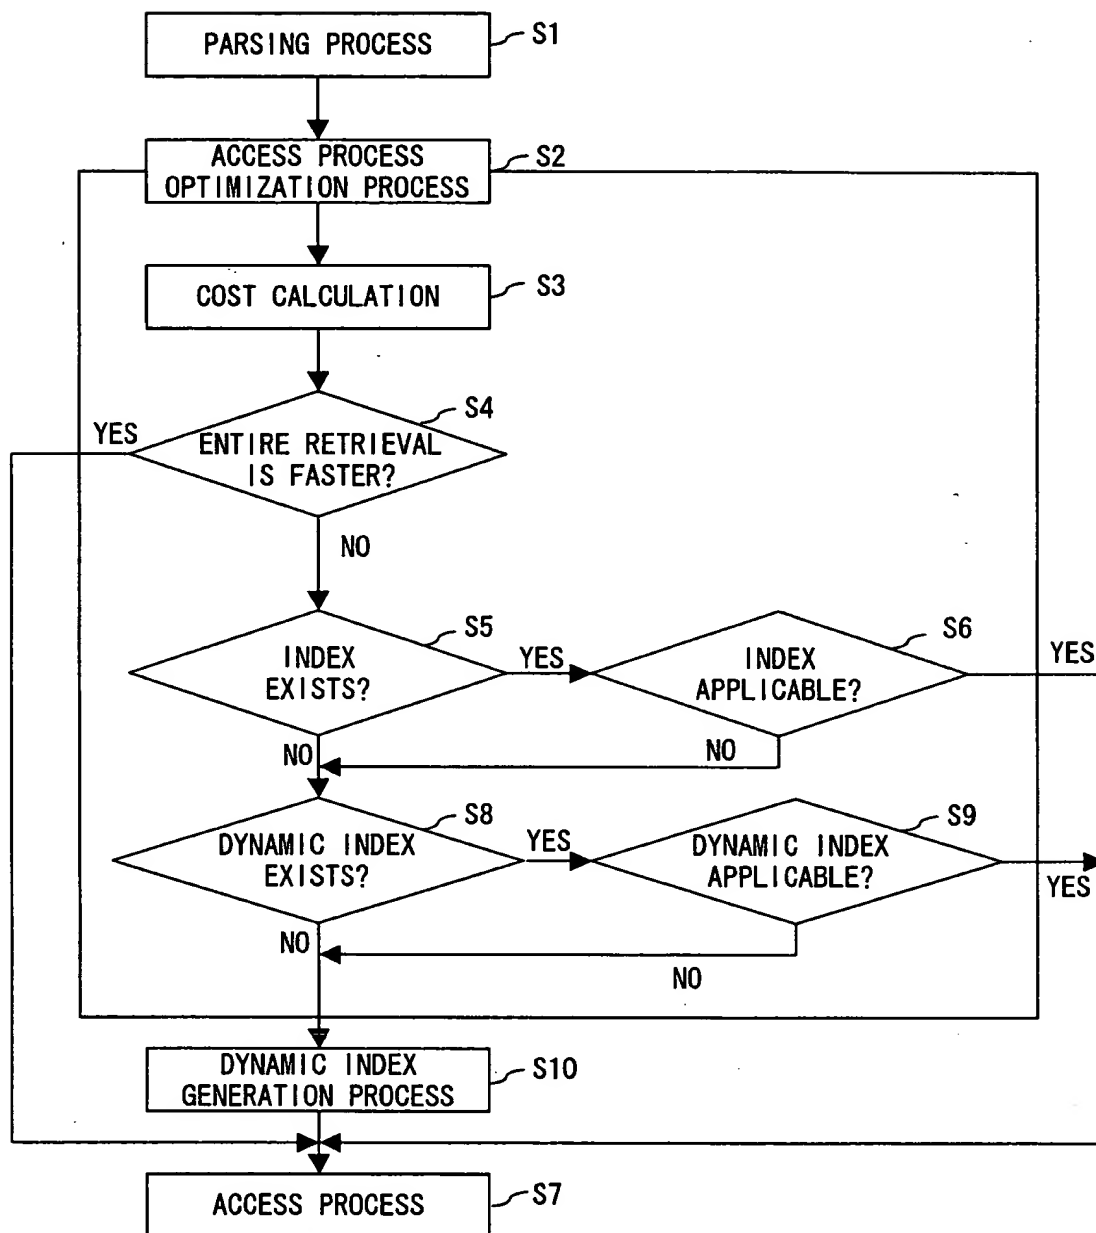 PARSING PROCESS
S1
ACCESS PROCESS
OPTIMIZATION PROCESS
S2
COST CALCULATION
S3
S4
YES
ENTIRE RETRIEVAL
IS FASTER?
NO
S5
S6
INDEX
EXISTS?
YES
INDEX
APPLICABLE?
YES
NO
NO
S8
S9
DYNAMIC INDEX
EXISTS?
YES
DYNAMIC INDEX
APPLICABLE?
YES
NO
NO
DYNAMIC INDEX
GENERATION PROCESS
S10
ACCESS PROCESS
S7